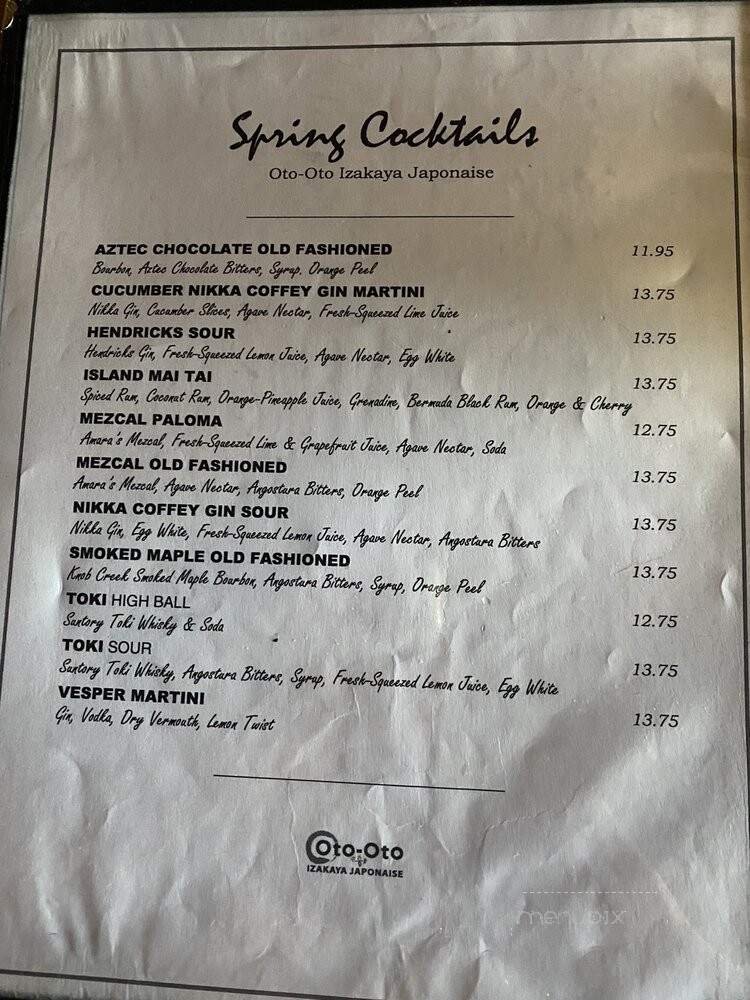 Spring Cocktails
Oto-Oto Izakaya Japonaise
AZTEC CHOCOLATE OLD FASHIONED 11.95
Bourbon, Aztec Chocolate Bitters, Syrup. Orange Peel
CUCUMBER NIKKA COFFEY GIN MARTINI 13.75
Nikka Gin, Cucumber Slices, Agave Nectar, Fresh-Squeezed Lime Juice
HENDRICKS SOUR 13.75
Hendricks Gin, Fresh-Squeezed Lemon Juice, Agave Nectar, Egg White
ISLAND MAI TAI 13.75
Spiced Rum, Coconut Rum, Orange-Pineapple Juice, Grenadine, Bermuda Black Rum, Orange & Cherry
MEZCAL PALOMA 12.75
Amara's Mezcal, Fresh-Squeezed Lime & Grapefruit Juice, Agave Nectar, Soda
MEZCAL OLD FASHIONED 13.75
Amara's Mezcal, Agave Nectar, Angostura Bitters, Orange Peel
NIKKA COFFEY GIN SOUR 13.75
Nikka Gin, Egg White, Fresh-Squeezed Lemon Juice, Agave Nectar, Angostura Bitters
SMOKED MAPLE OLD FASHIONED 13.75
Knob Creek Smoked Maple Bourbon, Angostura Bitters, Syrup, Orange Peel
TOKI HIGH BALL 12.75
Suntory Toki Whisky & Soda
TOKI SOUR 13.75
Suntory Toki Whisky, Angostura Bitters, Syrup, Fresh-Squeezed Lemon Juice, Egg White
VESPER MARTINI 13.75
Gin, Vodka, Dry Vermouth, Lemon Twist
Oto-Oto
IZAKAYA JAPONAISE
menupix